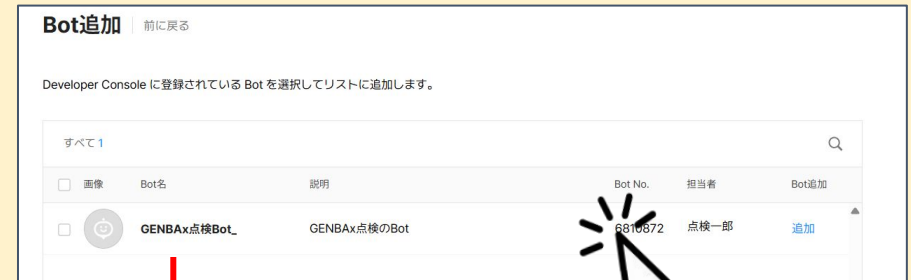 Bot追加 前に戻る
Developer Console に登録されている Bot を選択してリストに追加します。
すべて 1
画像 Bot名 説明 Bot No. 担当者 Bot追加
GENBAx点検Bot_ GENBAx点検のBot 6810872 点検一郎 追加